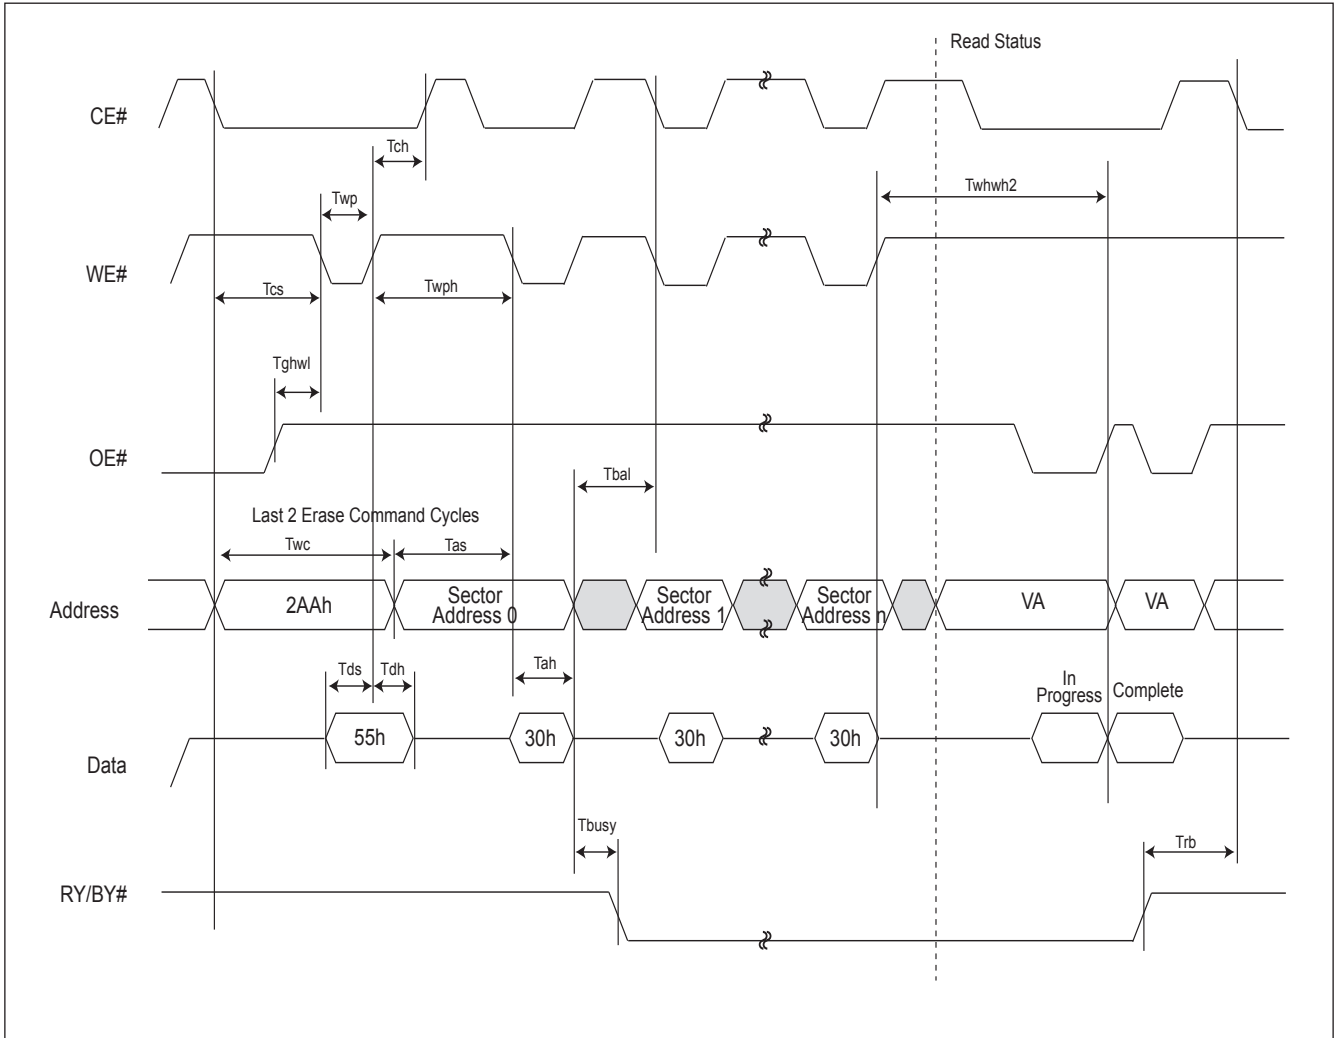 Read Status
CE#
Tch
Twhwh2
Twp
WE#
Tcs
Twph
Tghwl
OE#
Tbal
Last 2 Erase Command Cycles
Twc
Tas
Address
2AAh
Sector
Address 0
Sector
Address 1
Sector
Address n
VA
VA
Tds
Tdh
Tah
In
Progress
Complete
Data
55h
30h
30h
30h
Tbusy
Trb
RY/BY#